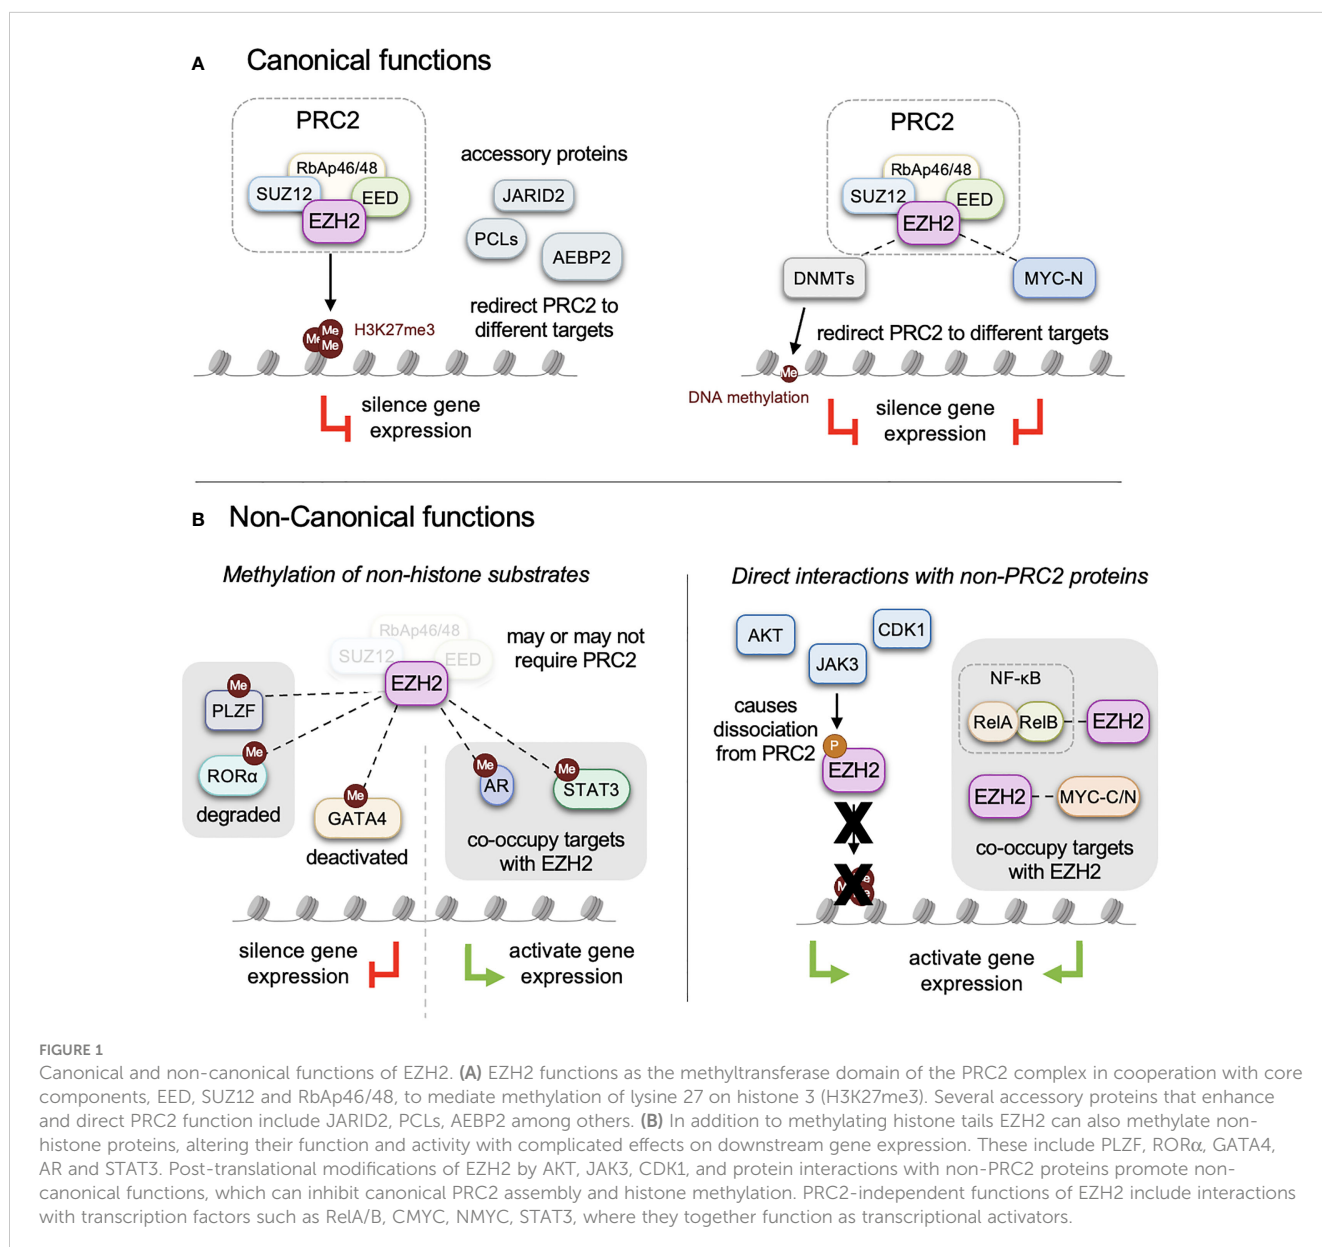 A Canonical functions
PRC2
RbAp46/48
SUZ12
EED
EZH2
H3K27me3
Me
Me
Me
accessory proteins
JARID2
PCLs
AEBP2
redirect PRC2 to
different targets
silence gene
expression
PRC2
RbAp46/48
SUZ12
EED
EZH2
DNMTs
MYC-N
redirect PRC2 to different targets
Me
DNA methylation
silence gene
expression
B Non-Canonical functions
Methylation of non-histone substrates
RbAp46/48
SUZ12
EED
EZH2
may or may not
require PRC2
Me
PLZF
Me
RORα
degraded
Me
GATA4
deactivated
Me
AR
Me
STAT3
co-occupy targets
with EZH2
silence gene
expression
activate gene
expression
Direct interactions with non-PRC2 proteins
AKT
JAK3
CDK1
causes
dissociation
from PRC2
P
EZH2
X
X
NF-κB
RelA
RelB
EZH2
EZH2
MYC-C/N
co-occupy targets
with EZH2
activate gene
expression
FIGURE 1
Canonical and non-canonical functions of EZH2. (A) EZH2 functions as the methyltransferase domain of the PRC2 complex in cooperation with core
components, EED, SUZ12 and RbAp46/48, to mediate methylation of lysine 27 on histone 3 (H3K27me3). Several accessory proteins that enhance
and direct PRC2 function include JARID2, PCLs, AEBP2 among others. (B) In addition to methylating histone tails EZH2 can also methylate non-
histone proteins, altering their function and activity with complicated effects on downstream gene expression. These include PLZF, RORα, GATA4,
AR and STAT3. Post-translational modifications of EZH2 by AKT, JAK3, CDK1, and protein interactions with non-PRC2 proteins promote non-
canonical functions, which can inhibit canonical PRC2 assembly and histone methylation. PRC2-independent functions of EZH2 include interactions
with transcription factors such as RelA/B, CMYC, NMYC, STAT3, where they together function as transcriptional activators.